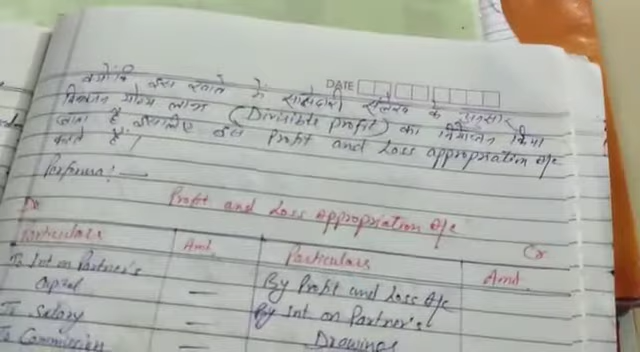 DATE
क्योंकि इस खाते में साझेदारी संलेख के अनुसार
विभाजन योग्य लाभ (Divisible profit) का विभाजन किया
जाता है इसलिए इसे Profit and Loss appropriation A/c
कहते हैं।
Performa:-
Dr Profit and Loss Appropriation A/c Cr
Particulars Amt. Particulars Amt.
To Int on Partner's By Profit and Loss A/c
Capital - By Int on Partner's
To Salary - Drawings
To Commission -